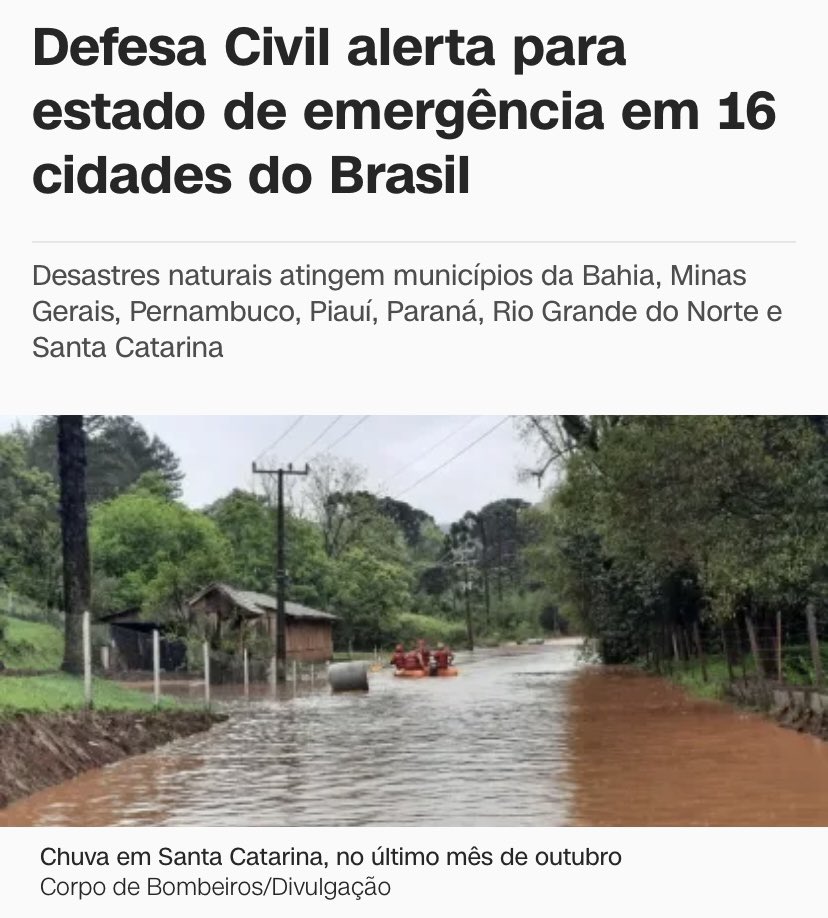 Defesa Civil alerta para
estado de emergência em 16
cidades do Brasil
Desastres naturais atingem municípios da Bahia, Minas
Gerais, Pernambuco, Piauí, Paraná, Rio Grande do Norte e
Santa Catarina
Chuva em Santa Catarina, no último mês de outubro
Corpo de Bombeiros/Divulgação